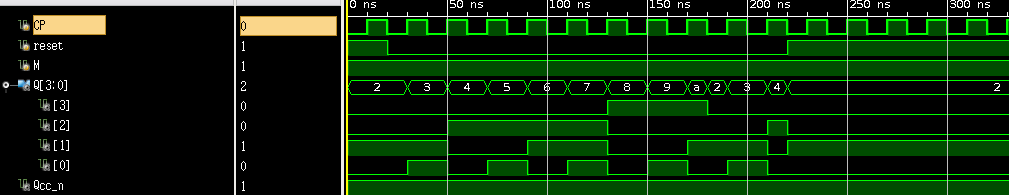 0 ns 50 ns 100 ns 150 ns 200 ns 250 ns 300 ns
CP 0
reset 1
M 1
Q[3:0] 2 2 3 4 5 6 7 8 9 a 2 3 4 2
[3] 0
[2] 0
[1] 1
[0] 0
Qcc_n 1